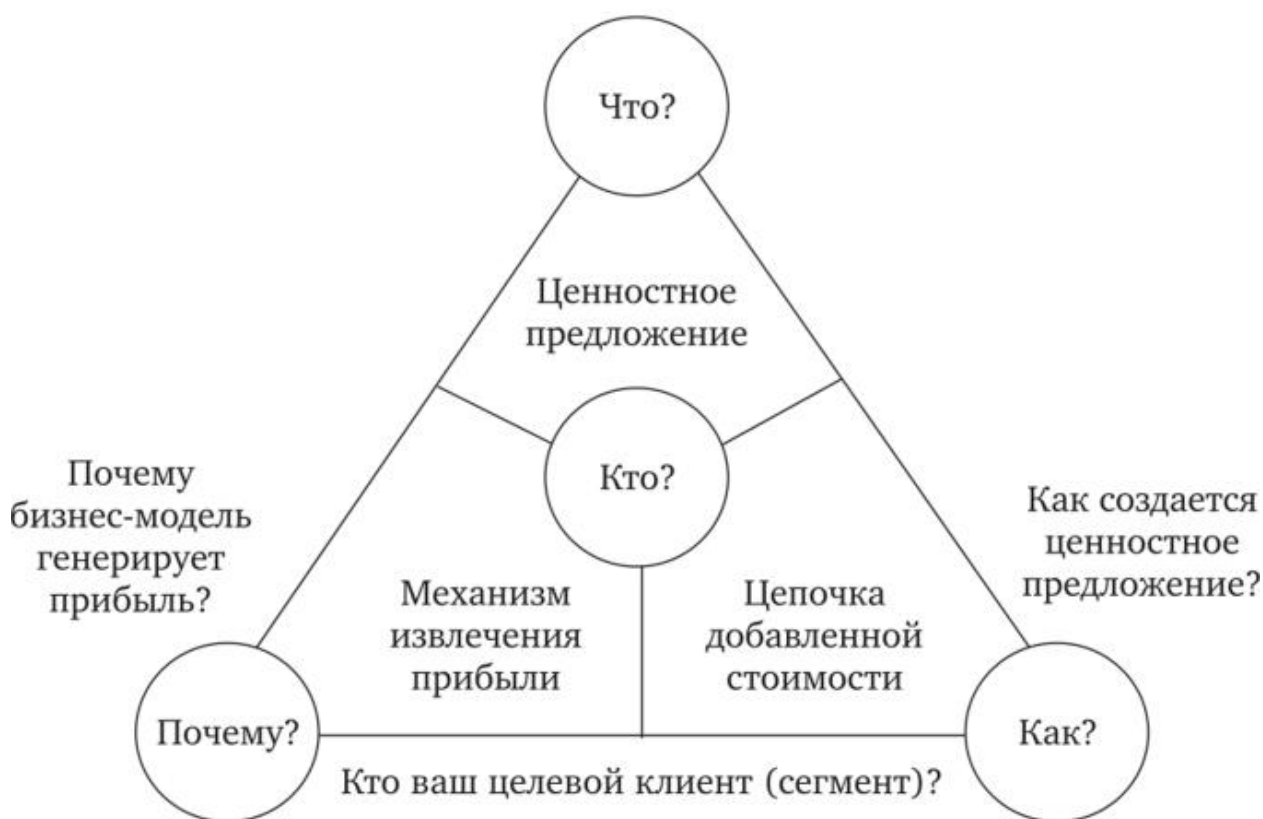 Что?
Ценностное
предложение
Кто?
Почему
бизнес-модель
генерирует
прибыль?
Как создается
ценностное
предложение?
Механизм
извлечения
прибыли
Цепочка
добавленной
стоимости
Почему?
Как?
Кто ваш целевой клиент (сегмент)?